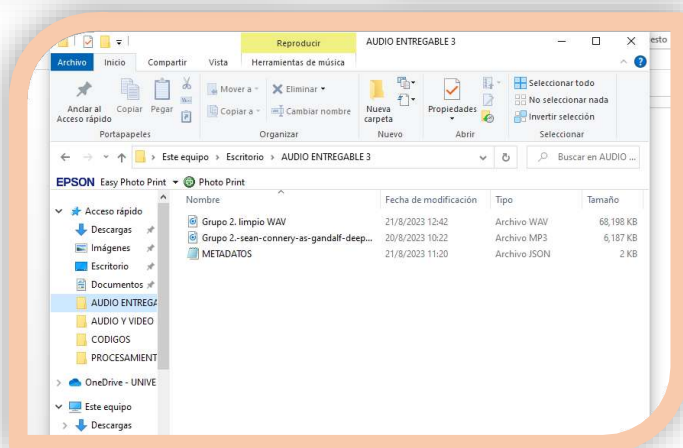 Reproducir AUDIO ENTREGABLE 3
esto
Archivo Inicio Compartir Vista Herramientas de música
Anclar al Acceso rápido
Copiar
Pegar
Mover a
Copiar a
Eliminar
Cambiar nombre
Nueva carpeta
Propiedades
Seleccionar todo
No seleccionar nada
Invertir selección
Portapapeles Organizar Nuevo Abrir Seleccionar
Este equipo > Escritorio > AUDIO ENTREGABLE 3
Buscar en AUDIO ...
EPSON Easy Photo Print Photo Print
Nombre Fecha de modificación Tipo Tamaño
Acceso rápido
Descargas
Imágenes
Escritorio
Documentos
AUDIO ENTREGA
AUDIO Y VIDEO
CODIGOS
PROCESAMIENT
OneDrive - UNIVE
Este equipo
Descargas
Grupo 2. limpio WAV 21/8/2023 12:42 Archivo WAV 68,198 KB
Grupo 2.-sean-connery-as-gandalf-deep... 20/8/2023 10:22 Archivo MP3 6,187 KB
METADATOS 21/8/2023 11:20 Archivo JSON 2 KB